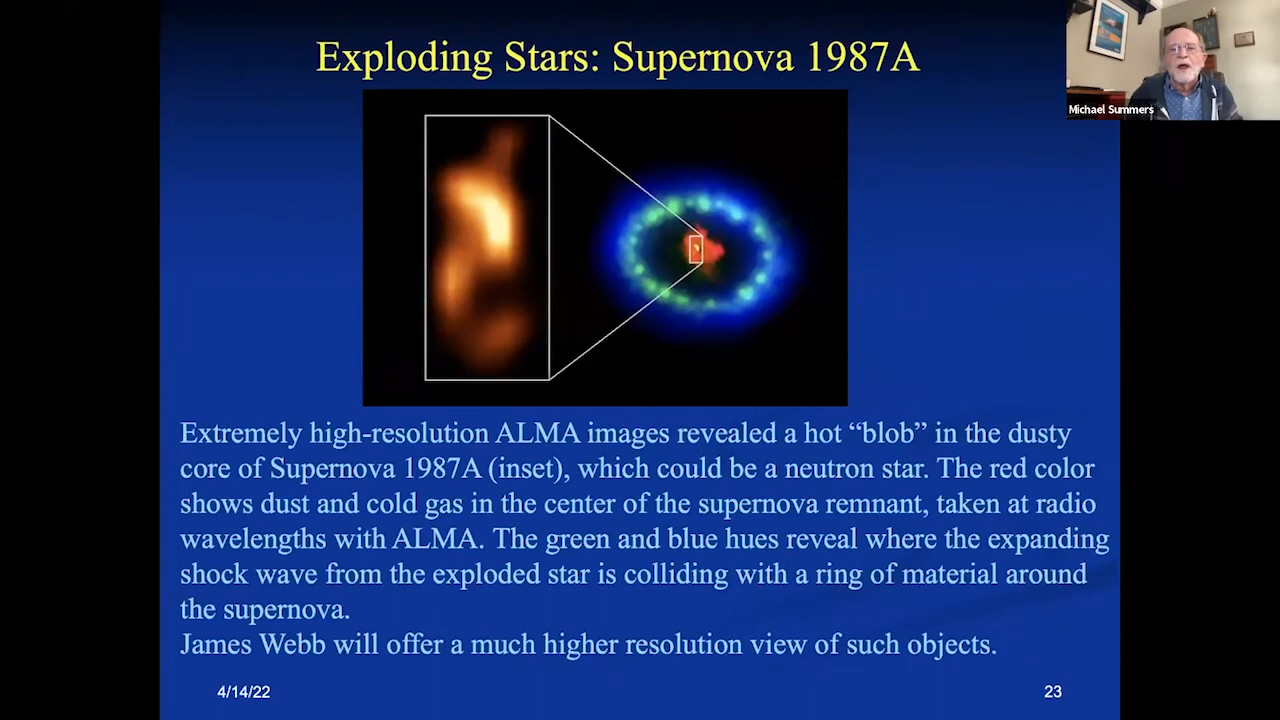 Exploding Stars: Supernova 1987A
Michael Summers
Extremely high-resolution ALMA images revealed a hot “blob” in the dusty
core of Supernova 1987A (inset), which could be a neutron star. The red color
shows dust and cold gas in the center of the supernova remnant, taken at radio
wavelengths with ALMA. The green and blue hues reveal where the expanding
shock wave from the exploded star is colliding with a ring of material around
the supernova.
James Webb will offer a much higher resolution view of such objects.
4/14/22
23